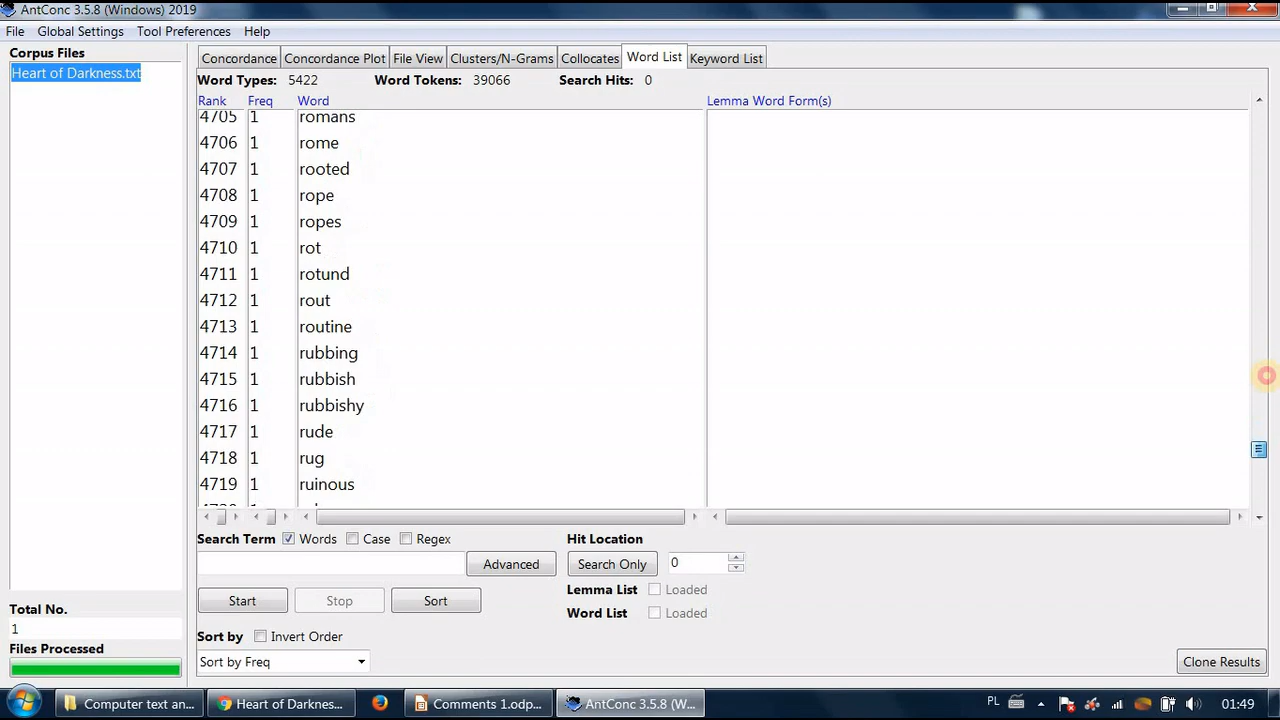 AntConc 3.5.8 (Windows) 2019
File Global Settings Tool Preferences Help
Corpus Files
Heart of Darkness.txt
Concordance Concordance Plot File View Clusters/N-Grams Collocates Word List Keyword List
Word Types: 5422 Word Tokens: 39066 Search Hits: 0
Rank Freq Word Lemma Word Form(s)
4705 1 romans
4706 1 rome
4707 1 rooted
4708 1 rope
4709 1 ropes
4710 1 rot
4711 1 rotund
4712 1 rout
4713 1 routine
4714 1 rubbing
4715 1 rubbish
4716 1 rubbishy
4717 1 rude
4718 1 rug
4719 1 ruinous
Search Term Words Case Regex Hit Location
Advanced Search Only 0
Start Stop Sort
Lemma List Loaded
Word List Loaded
Total No.
1
Files Processed
Sort by Invert Order
Sort by Freq
Clone Results
Computer text an... Heart of Darknes... Comments 1.odp... AntConc 3.5.8 (W... PL 01:49